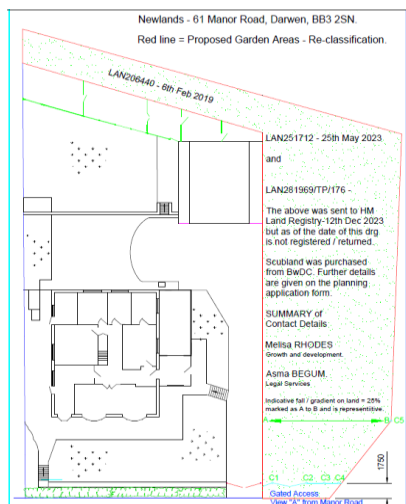 Newlands - 61 Manor Road, Darwen, BB3 2SN.
Red line = Proposed Garden Areas - Re-classification.
LAN206440 - 6th Feb 2019
LAN251712 - 25th May 2023
and
LAN281969/TP/176 -
The above was sent to HM
Land Registry-12th Dec 2023
but as of the date of this drg
is not registered / returned.
Scubland was purchased
from BwDC. Further details
are given on the planning
application form.
SUMMARY of
Contact Details
Melisa RHODES
Growth and development.
Asma BEGUM.
Legal Services
Indicative fall / gradient on land = 25%
marked as A to B and is representitive.
A B C5
1750
C1 C2 C3 C4
Gated Access
View "A" from Manor Road